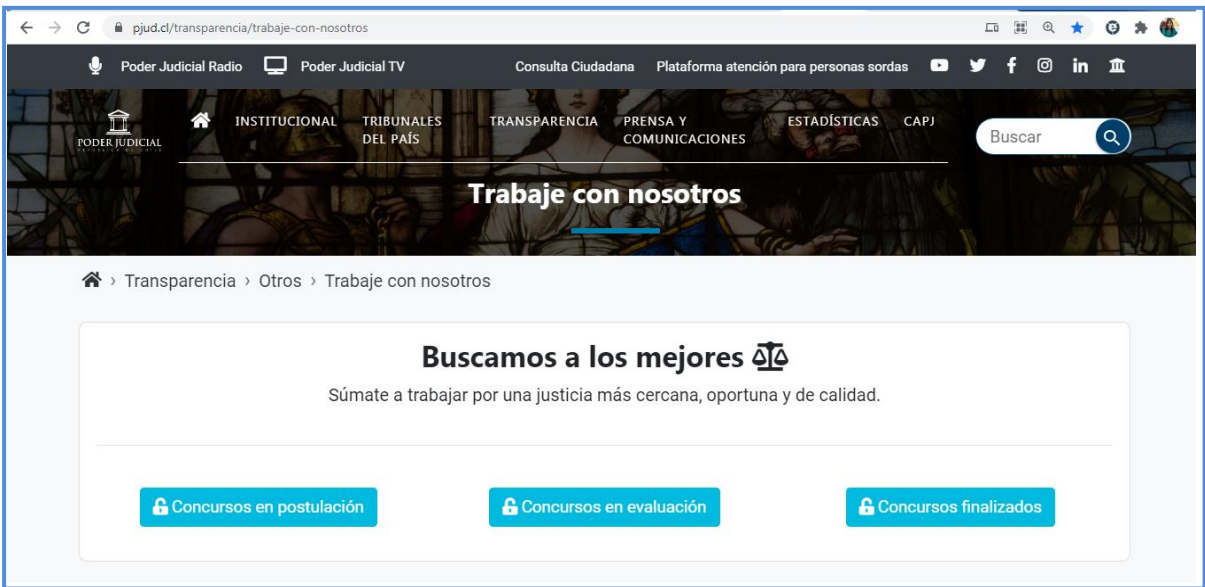 pjud.cl/transparencia/trabaje-con-nosotros
Poder Judicial Radio Poder Judicial TV Consulta Ciudadana Plataforma atención para personas sordas
PODER JUDICIAL
REPUBLICA DE CHILE
INSTITUCIONAL
TRIBUNALES
DEL PAÍS
TRANSPARENCIA
PRENSA Y
COMUNICACIONES
ESTADÍSTICAS
CAPJ
Buscar
Trabaje con nosotros
› Transparencia › Otros › Trabaje con nosotros
Buscamos a los mejores
Súmate a trabajar por una justicia más cercana, oportuna y de calidad.
Concursos en postulación
Concursos en evaluación
Concursos finalizados